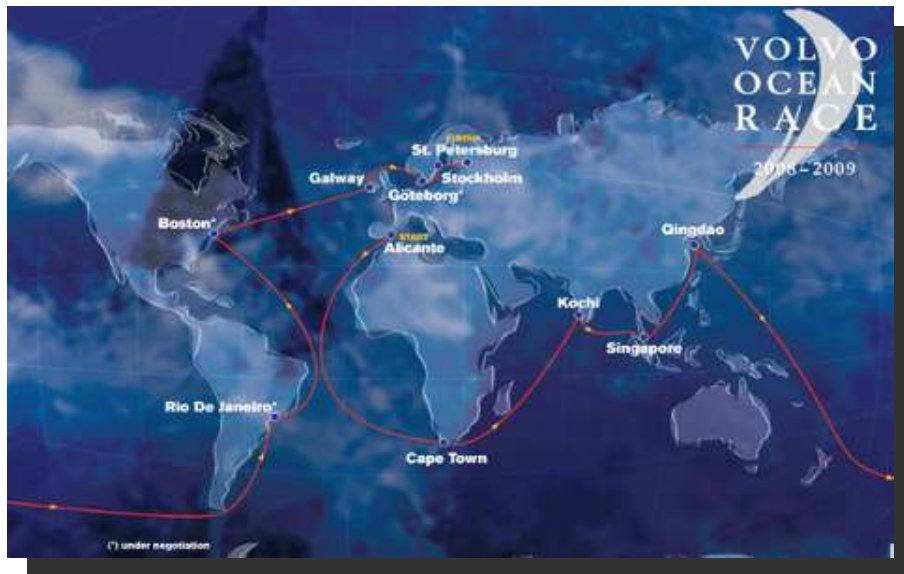 VOLVO
OCEAN
RACE
2008–2009
FINISH
St. Petersburg
Galway
Stockholm
Göteborg*
Boston*
START
Alicante
Qingdao
Kochi
Singapore
Rio De Janeiro*
Cape Town
(*) under negotiation